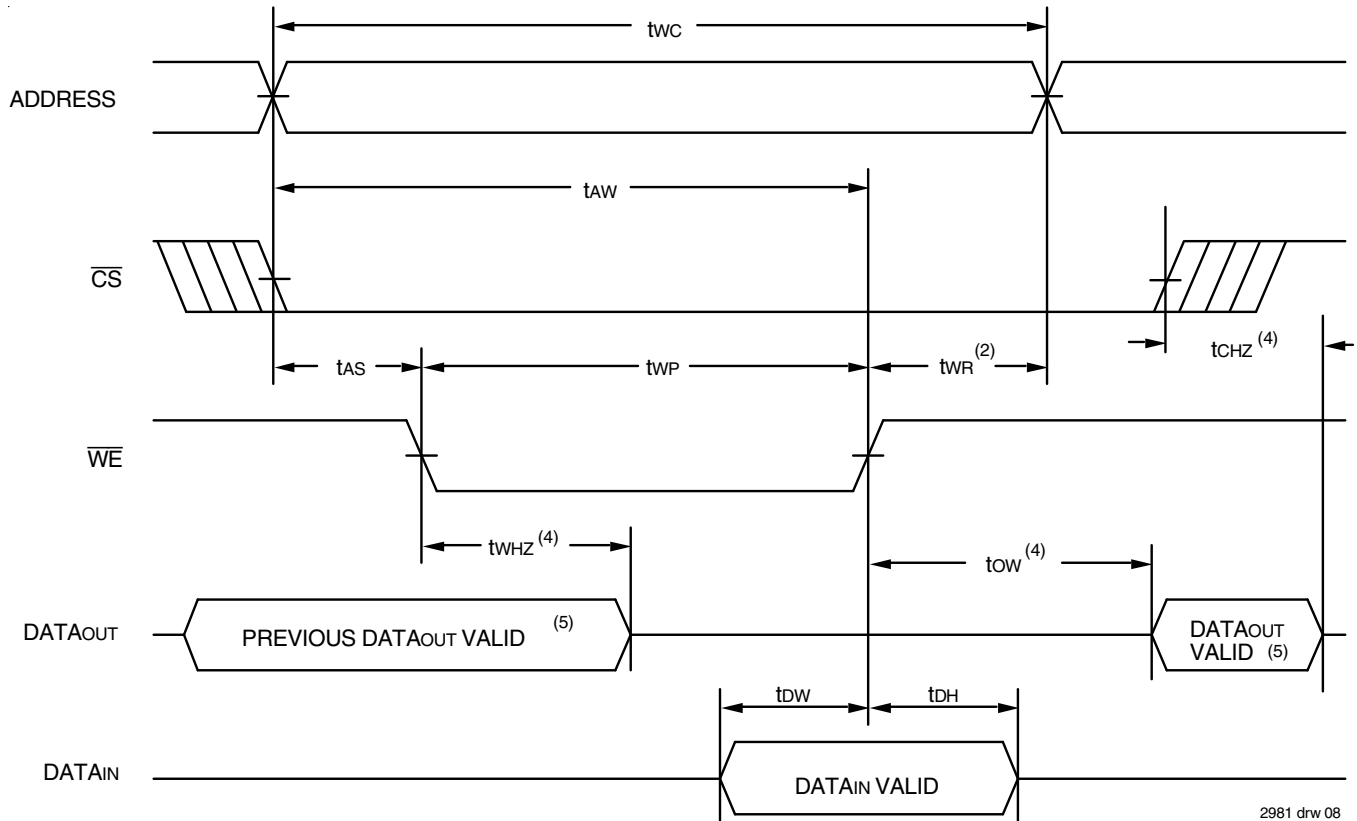 tWC
ADDRESS
tAW
CS
tCHZ (4)
tAS
tWP
tWR (2)
WE
tWHZ (4)
tOW (4)
DATAOUT
PREVIOUS DATAOUT VALID (5)
DATAOUT
VALID (5)
tDW
tDH
DATAIN
DATAIN VALID
2981 drw 08